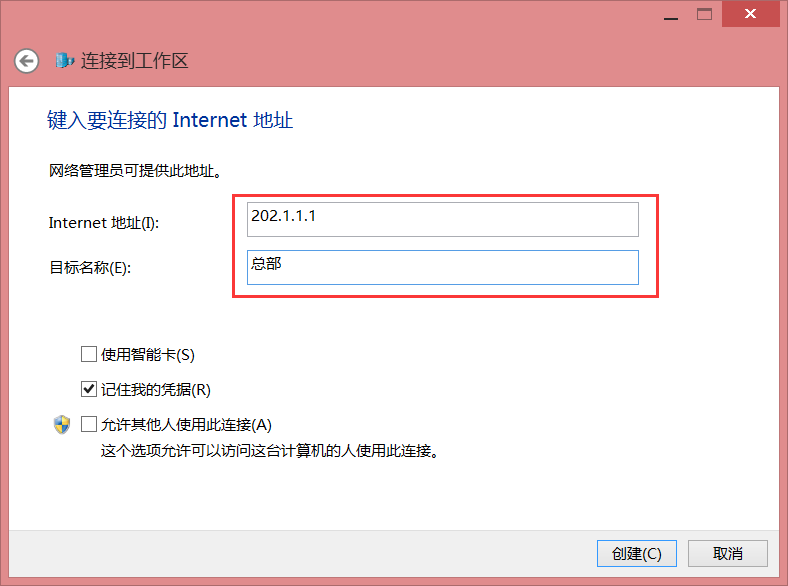 连接到工作区
键入要连接的 Internet 地址
网络管理员可提供此地址。
Internet 地址(I):
202.1.1.1
目标名称(E):
总部
使用智能卡(S)
记住我的凭据(R)
允许其他人使用此连接(A)
这个选项允许可以访问这台计算机的人使用此连接。
创建(C)
取消